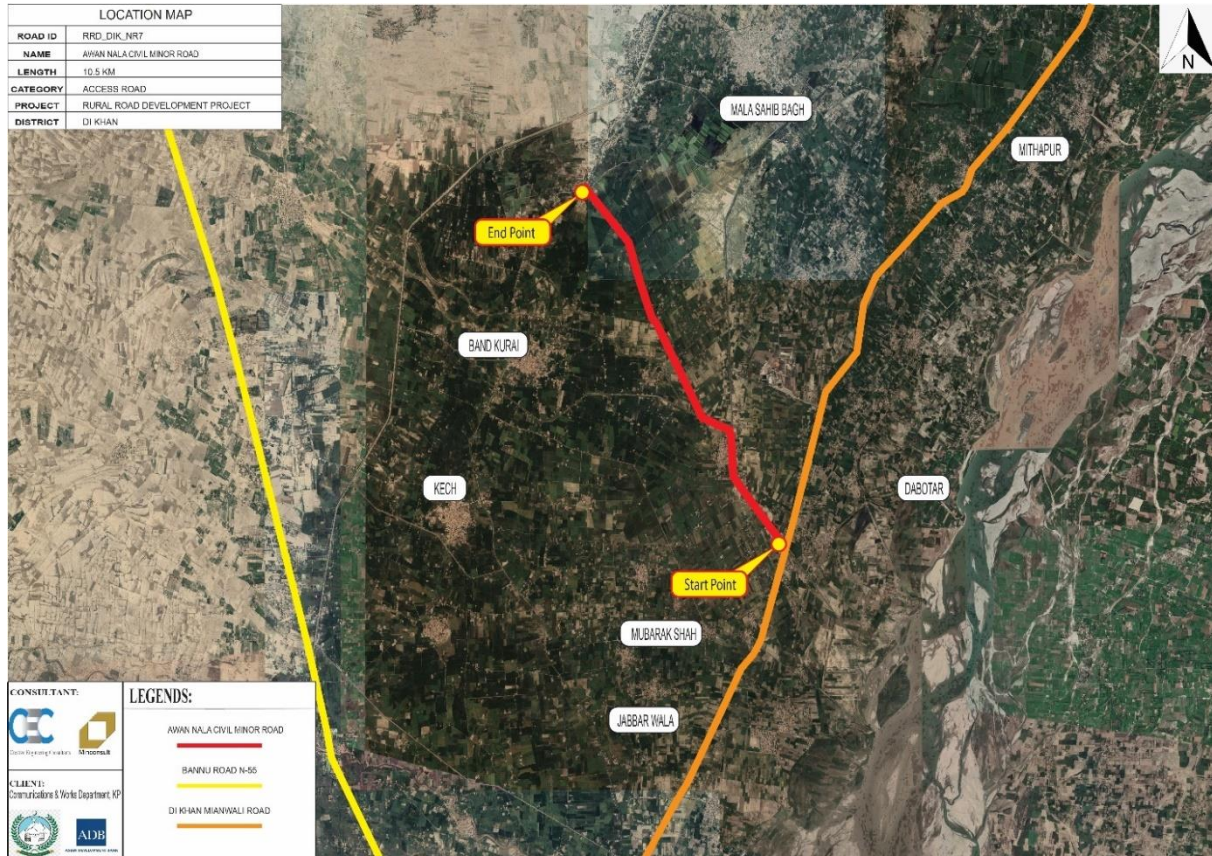 LOCATION MAP
ROAD ID RRD_DIK_NR7
NAME AWAN NALA CIVIL MINOR ROAD
LENGTH 10.5 KM
CATEGORY ACCESS ROAD
PROJECT RURAL ROAD DEVELOPMENT PROJECT
DISTRICT DI KHAN
N
MALA SAHIB BAGH
MITHAPUR
End Point
BAND KURAI
KECH
DABOTAR
Start Point
MUBARAK SHAH
JABBAR WALA
CONSULTANT:
CEC
Minconsult
CLIENT:
Communications & Works Department, KP
ADB
LEGENDS:
AWAN NALA CIVIL MINOR ROAD
BANNU ROAD N-55
DI KHAN MIANWALI ROAD